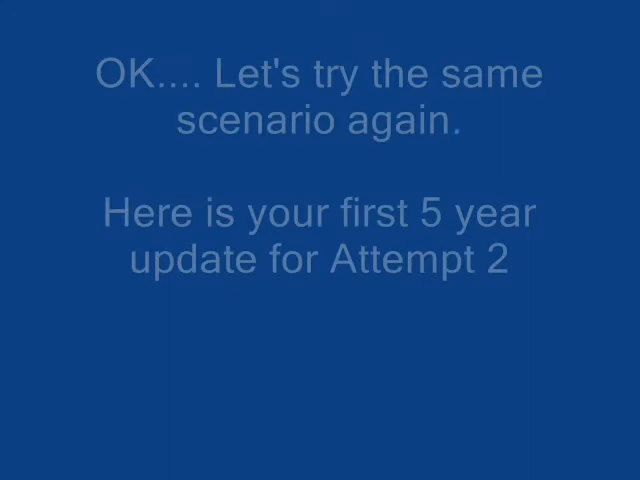 OK.... Let's try the same
scenario again.
Here is your first 5 year
update for Attempt 2